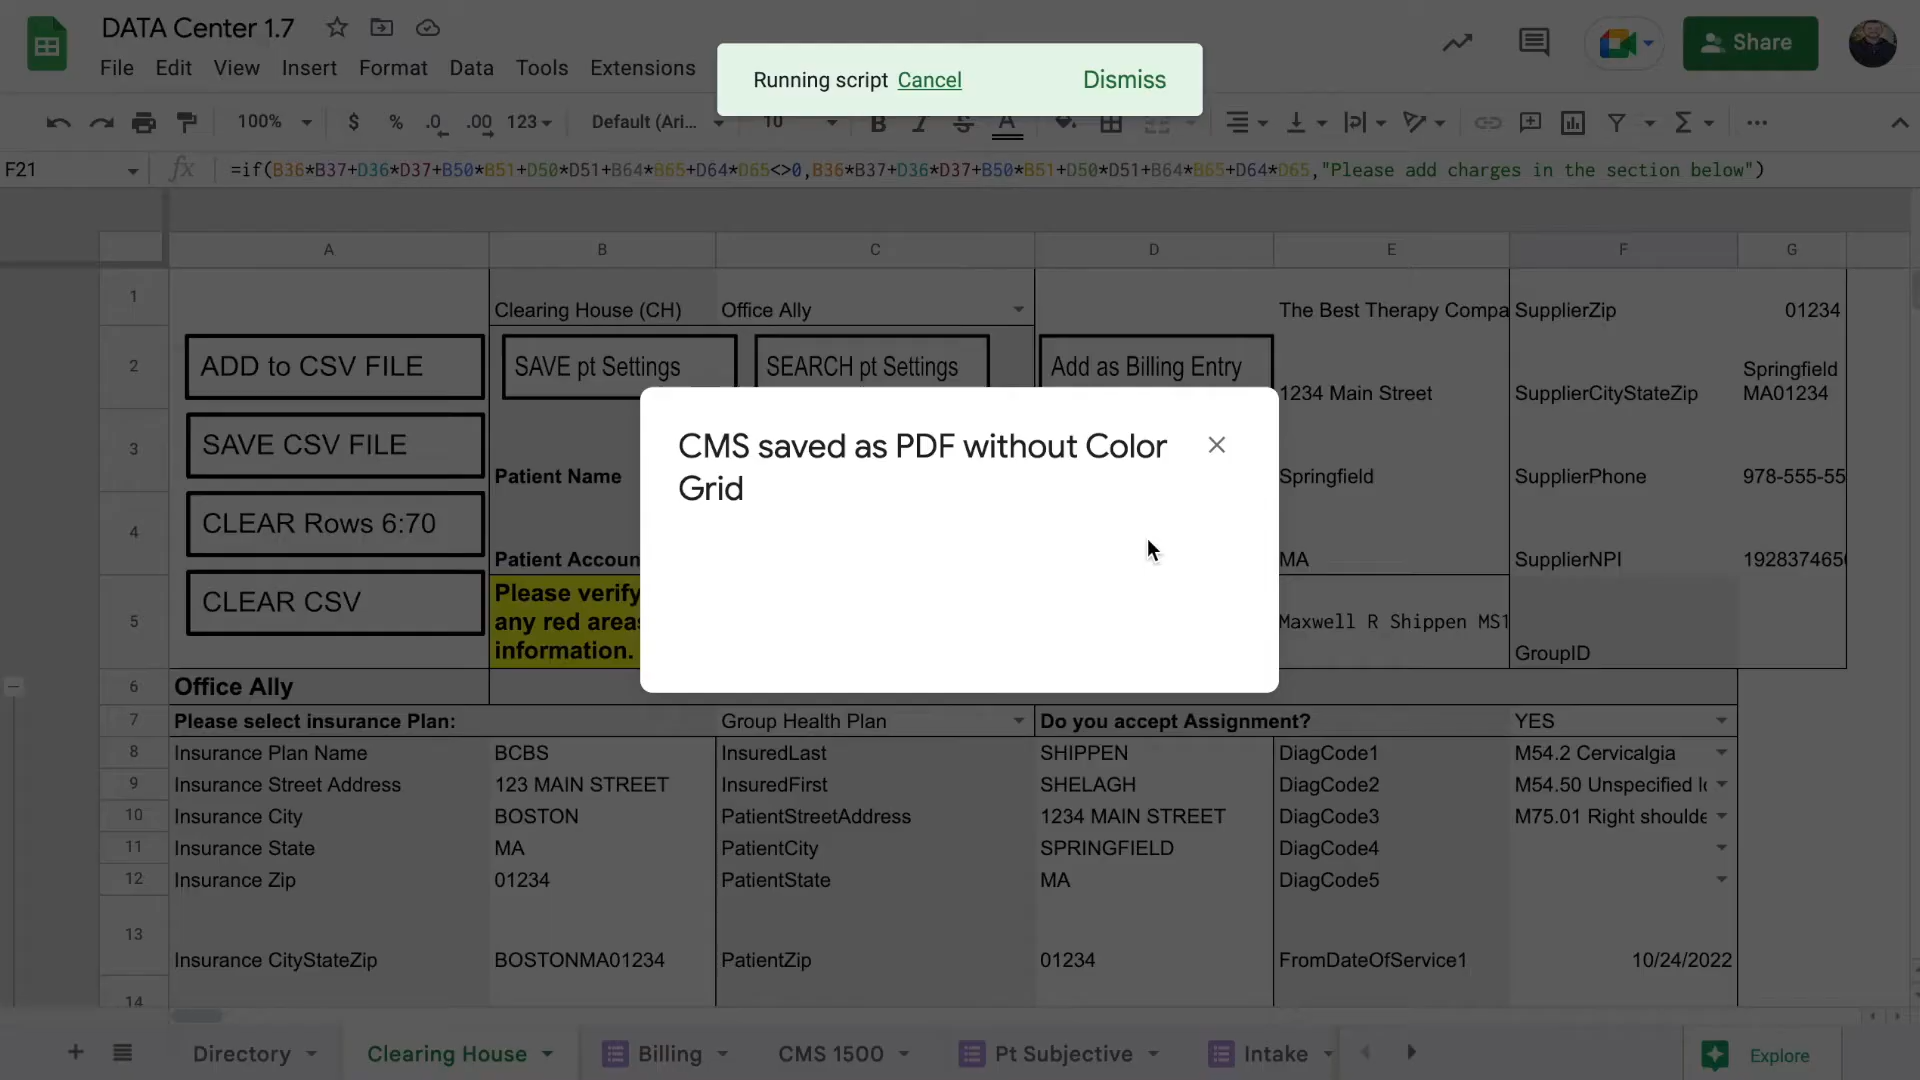 DATA Center 1.7
File Edit View Insert Format Data Tools Extensions
Running script Cancel Dismiss
Share
100% $ % .0 .00 123 Default (Ari... 10 B I S A
F21 fx =if(B36*B37+D36*D37+B50*B51+D50*D51+B64*B65+D64*D65<>0,B36*B37+D36*D37+B50*B51+D50*D51+B64*B65+D64*D65,"Please add charges in the section below")
A B C D E F G
1 Clearing House (CH) Office Ally The Best Therapy Compa SupplierZip 01234
2 ADD to CSV FILE SAVE pt Settings SEARCH pt Settings Add as Billing Entry 1234 Main Street SupplierCityStateZip Springfield
MA01234
CMS saved as PDF without Color
Grid
3 SAVE CSV FILE Patient Name Springfield SupplierPhone 978-555-55
4 CLEAR Rows 6:70 Patient Accoun MA SupplierNPI 192837465
5 CLEAR CSV Please verify
any red area
information. Maxwell R Shippen MS1 GroupID
6 Office Ally
7 Please select insurance Plan: Group Health Plan Do you accept Assignment? YES
8 Insurance Plan Name BCBS InsuredLast SHIPPEN DiagCode1 M54.2 Cervicalgia
9 Insurance Street Address 123 MAIN STREET InsuredFirst SHELAGH DiagCode2 M54.50 Unspecified l
10 Insurance City BOSTON PatientStreetAddress 1234 MAIN STREET DiagCode3 M75.01 Right shoulde
11 Insurance State MA PatientCity SPRINGFIELD DiagCode4
12 Insurance Zip 01234 PatientState MA DiagCode5
13 Insurance CityStateZip BOSTONMA01234 PatientZip 01234 FromDateOfService1 10/24/2022
14
Directory Clearing House Billing CMS 1500 Pt Subjective Intake Explore